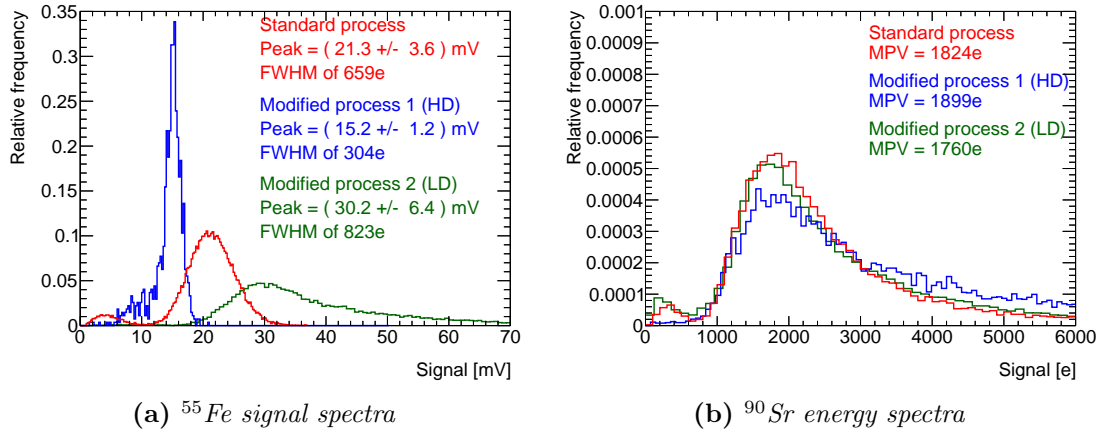 Relative frequency
0.35
0.3
0.25
0.2
0.15
0.1
0.05
0
Standard process
Peak = ( 21.3 +/- 3.6 ) mV
FWHM of 659e
Modified process 1 (HD)
Peak = ( 15.2 +/- 1.2 ) mV
FWHM of 304e
Modified process 2 (LD)
Peak = ( 30.2 +/- 6.4 ) mV
FWHM of 823e
0 10 20 30 40 50 60 70
Signal [mV]
(a) ⁵⁵Fe signal spectra
Relative frequency
0.001
0.0009
0.0008
0.0007
0.0006
0.0005
0.0004
0.0003
0.0002
0.0001
0
Standard process
MPV = 1824e
Modified process 1 (HD)
MPV = 1899e
Modified process 2 (LD)
MPV = 1760e
0 1000 2000 3000 4000 5000 6000
Signal [e]
(b) ⁹⁰Sr energy spectra